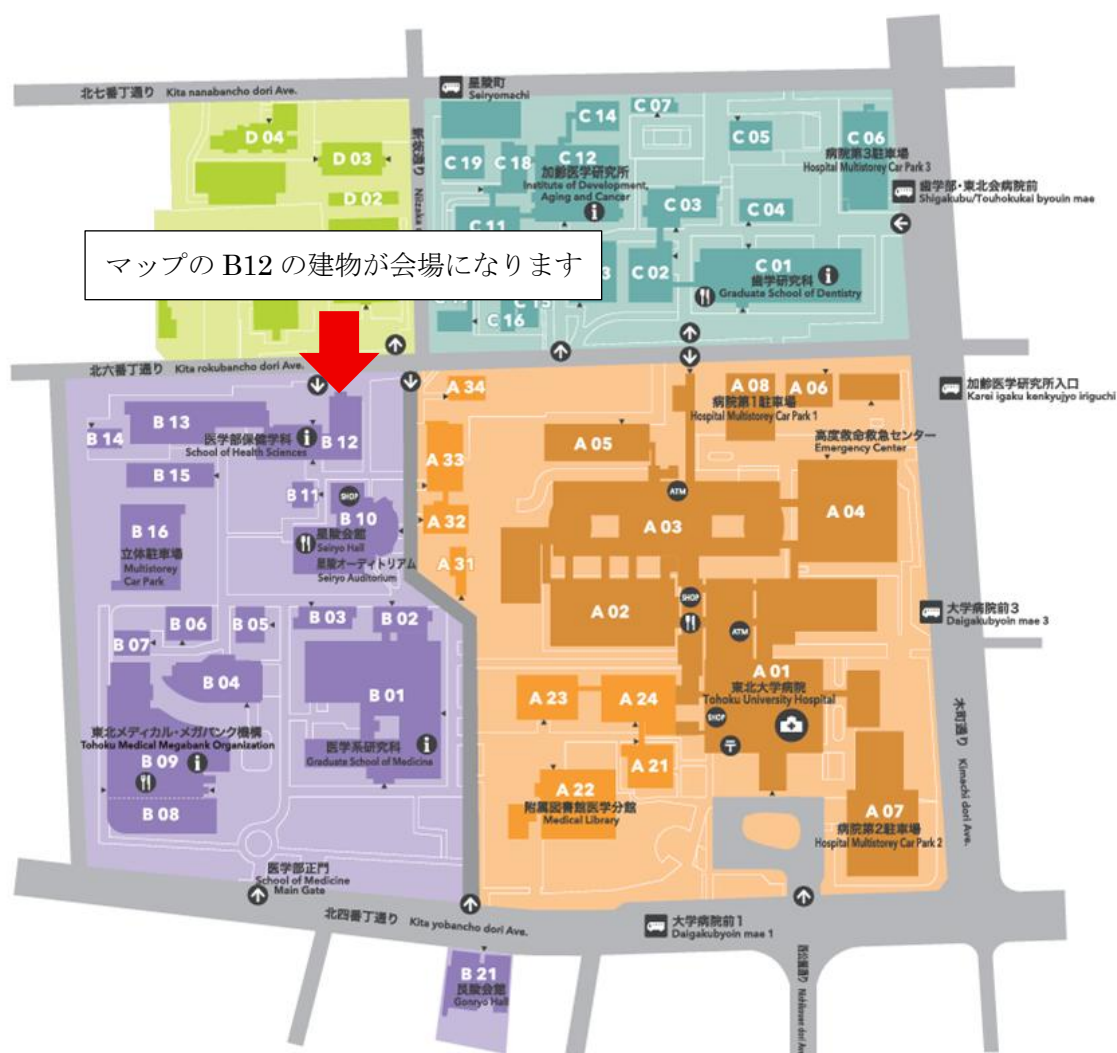 北七番丁通り Kita nanabancho dori Ave.
星陵町
Seiryomachi
D 04
D 03
D 02
C 14
C 07
C 05
C 06
病院第3駐車場
Hospital Multistorey Car Park 3
C 19
C 18
C 12
加齢医学研究所
Institute of Development,
Aging and Cancer
歯学部・東北会病院前
Shigakubu/Touhokukai byouin mae
C 03
C 04
C 11
マップの B12 の建物が会場になります
C 02
C 01
歯学研究科
Graduate School of Dentistry
C 15
C 16
北六番丁通り Kita rokubancho dori Ave.
A 34
A 08
病院第1駐車場
Hospital Multistorey Car Park 1
A 06
加齢医学研究所入口
Karei igaku kenkyujyo iriguchi
B 14
B 13
医学部保健学科
School of Health Sciences
B 12
A 33
A 05
高度救命救急センター
Emergency Center
B 15
B 11
SHOP
B 10
A 32
ATM
A 03
A 04
B 16
立体駐車場
Multistorey
Car Park
星陵会館
Seiryo Hall
星陵オーディトリアム
Seiryo Auditorium
A 31
SHOP
A 02
ATM
大学病院前3
Daigakubyoin mae 3
B 07
B 06
B 05
B 03
B 02
B 04
B 01
A 23
A 24
A 01
東北大学病院
Tohoku University Hospital
SHOP
東北メディカル・メガバンク機構
Tohoku Medical Megabank Organization
B 09
医学系研究科
Graduate School of Medicine
A 21
〒
木町通り Kimachi dori Ave.
B 08
A 22
附属図書館医学分館
Medical Library
A 07
病院第2駐車場
Hospital Multistorey Car Park 2
医学部正門
School of Medicine
Main Gate
北四番丁通り Kita yobancho dori Ave.
大学病院前1
Daigakubyoin mae 1
B 21
艮陵会館
Gonryo Hall